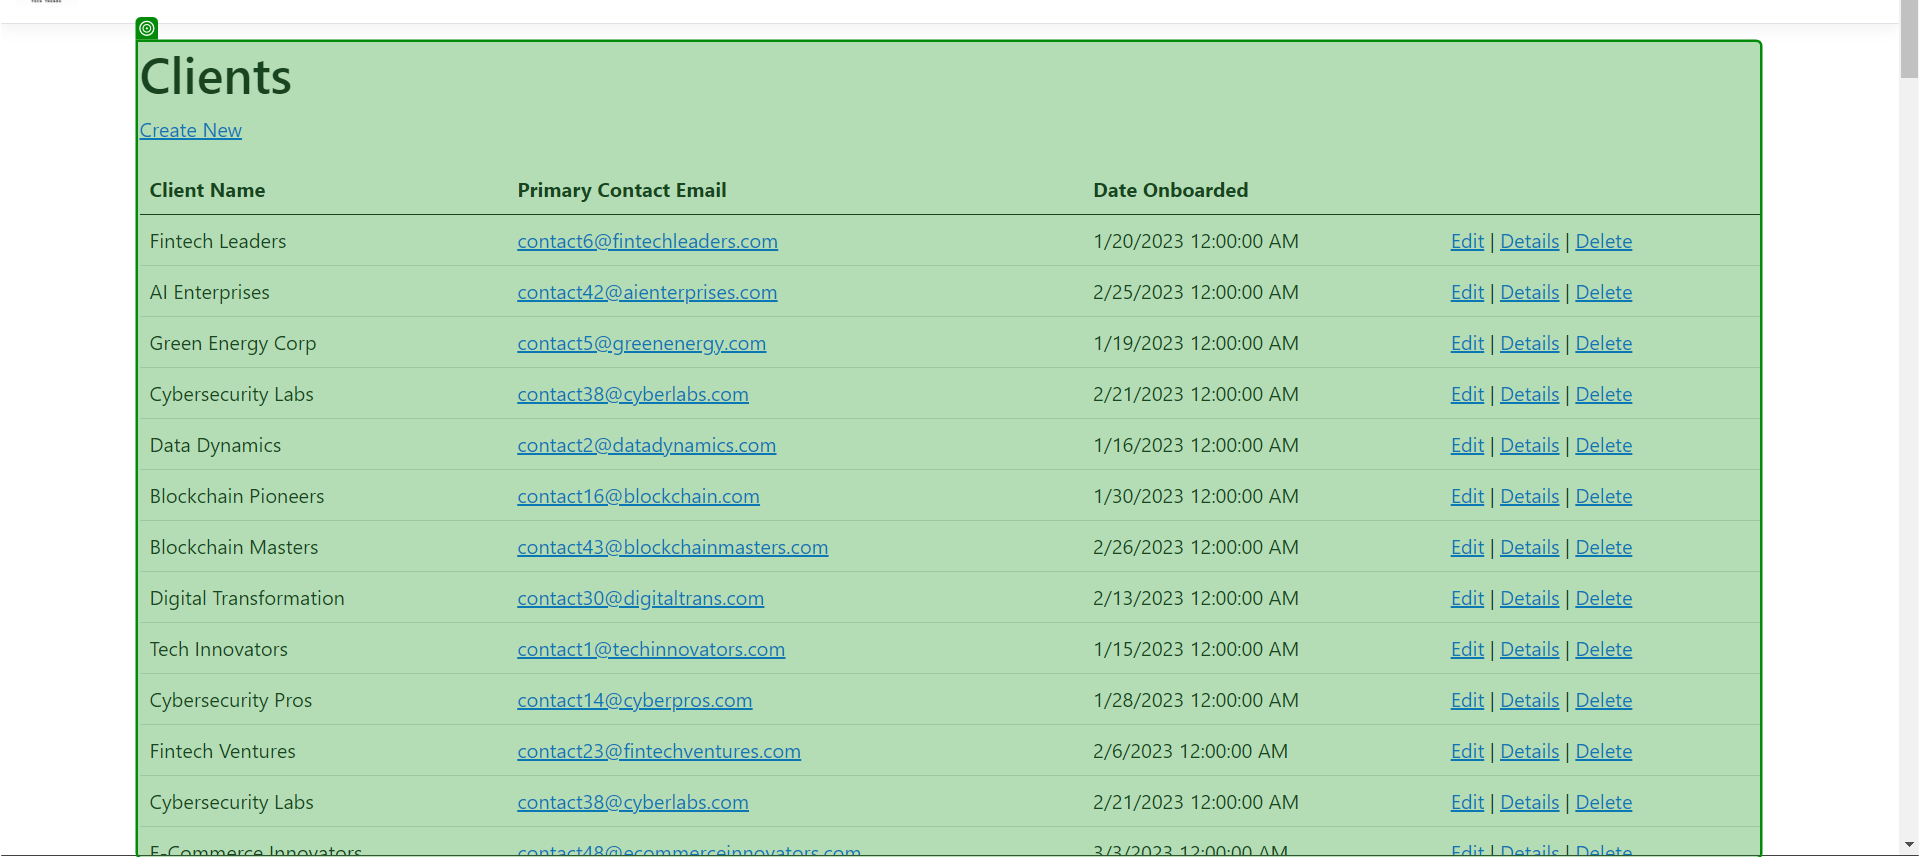 Clients
Create New
Client Name Primary Contact Email Date Onboarded
Fintech Leaders contact6@fintechleaders.com 1/20/2023 12:00:00 AM Edit | Details | Delete
AI Enterprises contact42@aienterprises.com 2/25/2023 12:00:00 AM Edit | Details | Delete
Green Energy Corp contact5@greenenergy.com 1/19/2023 12:00:00 AM Edit | Details | Delete
Cybersecurity Labs contact38@cyberlabs.com 2/21/2023 12:00:00 AM Edit | Details | Delete
Data Dynamics contact2@datadynamics.com 1/16/2023 12:00:00 AM Edit | Details | Delete
Blockchain Pioneers contact16@blockchain.com 1/30/2023 12:00:00 AM Edit | Details | Delete
Blockchain Masters contact43@blockchainmasters.com 2/26/2023 12:00:00 AM Edit | Details | Delete
Digital Transformation contact30@digitaltrans.com 2/13/2023 12:00:00 AM Edit | Details | Delete
Tech Innovators contact1@techinnovators.com 1/15/2023 12:00:00 AM Edit | Details | Delete
Cybersecurity Pros contact14@cyberpros.com 1/28/2023 12:00:00 AM Edit | Details | Delete
Fintech Ventures contact23@fintechventures.com 2/6/2023 12:00:00 AM Edit | Details | Delete
Cybersecurity Labs contact38@cyberlabs.com 2/21/2023 12:00:00 AM Edit | Details | Delete
E-Commerce Innovators contact48@ecommerceinnovators.com 3/3/2023 12:00:00 AM Edit | Details | Delete